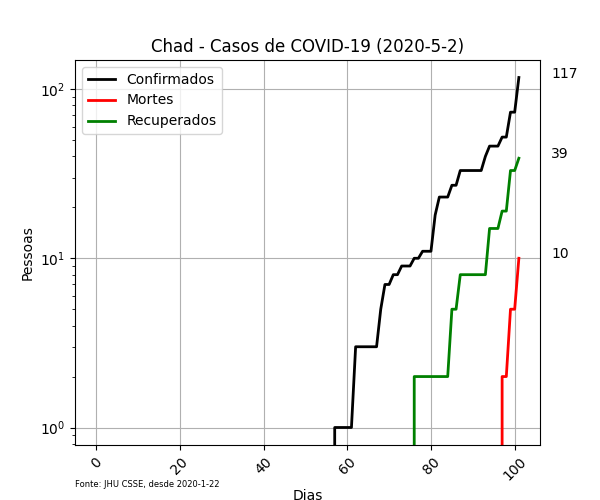 Chad - Casos de COVID-19 (2020-5-2)
Confirmados
Mortes
Recuperados
117
39
10
10²
10¹
10⁰
Pessoas
0
20
40
60
80
100
Fonte: JHU CSSE, desde 2020-1-22
Dias